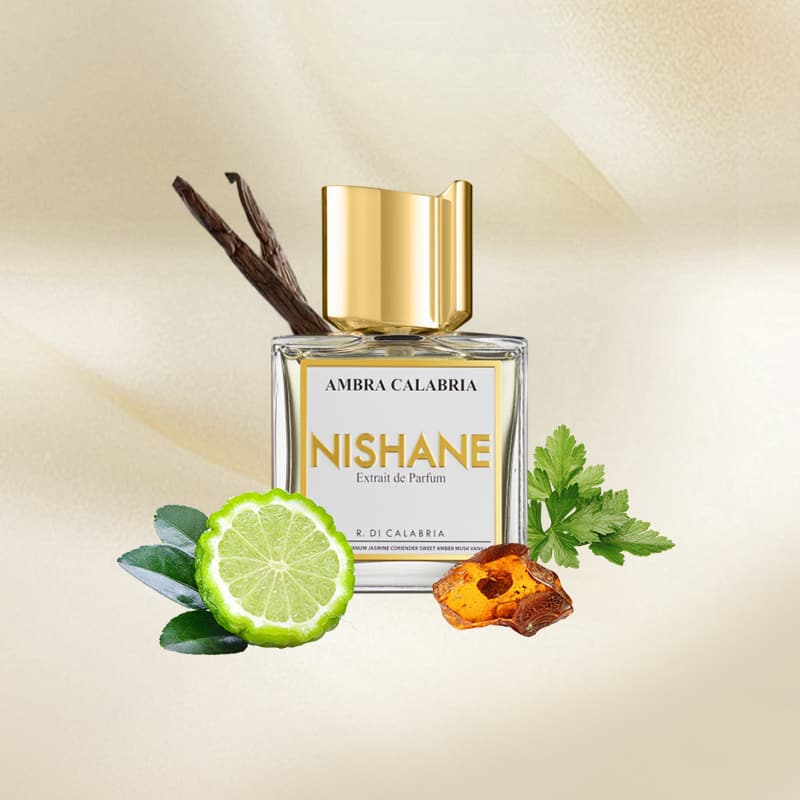 AMBRA CALABRIA
NISHANE
Extrait de Parfum
R. DI CALABRIA
JASMINE CORIENDER SWEET AMBER MUSK